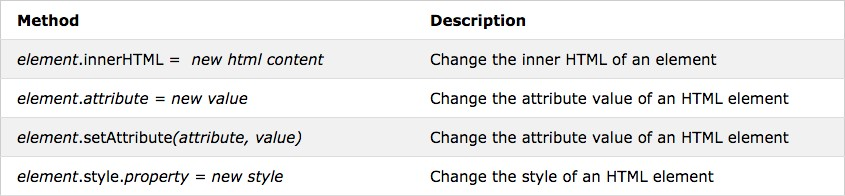 Method Description
element.innerHTML = new html content Change the inner HTML of an element
element.attribute = new value Change the attribute value of an HTML element
element.setAttribute(attribute, value) Change the attribute value of an HTML element
element.style.property = new style Change the style of an HTML element